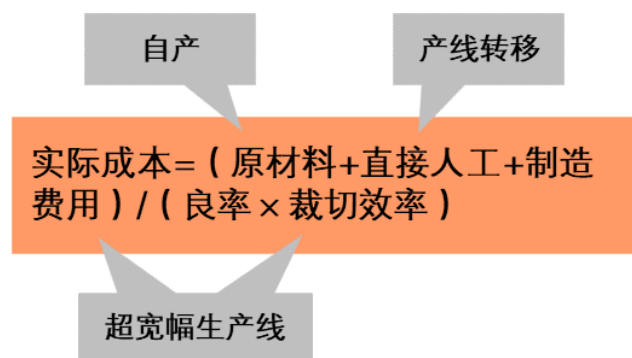 自产
产线转移
实际成本=（原材料+直接人工+制造
费用）/（良率×裁切效率）
超宽幅生产线